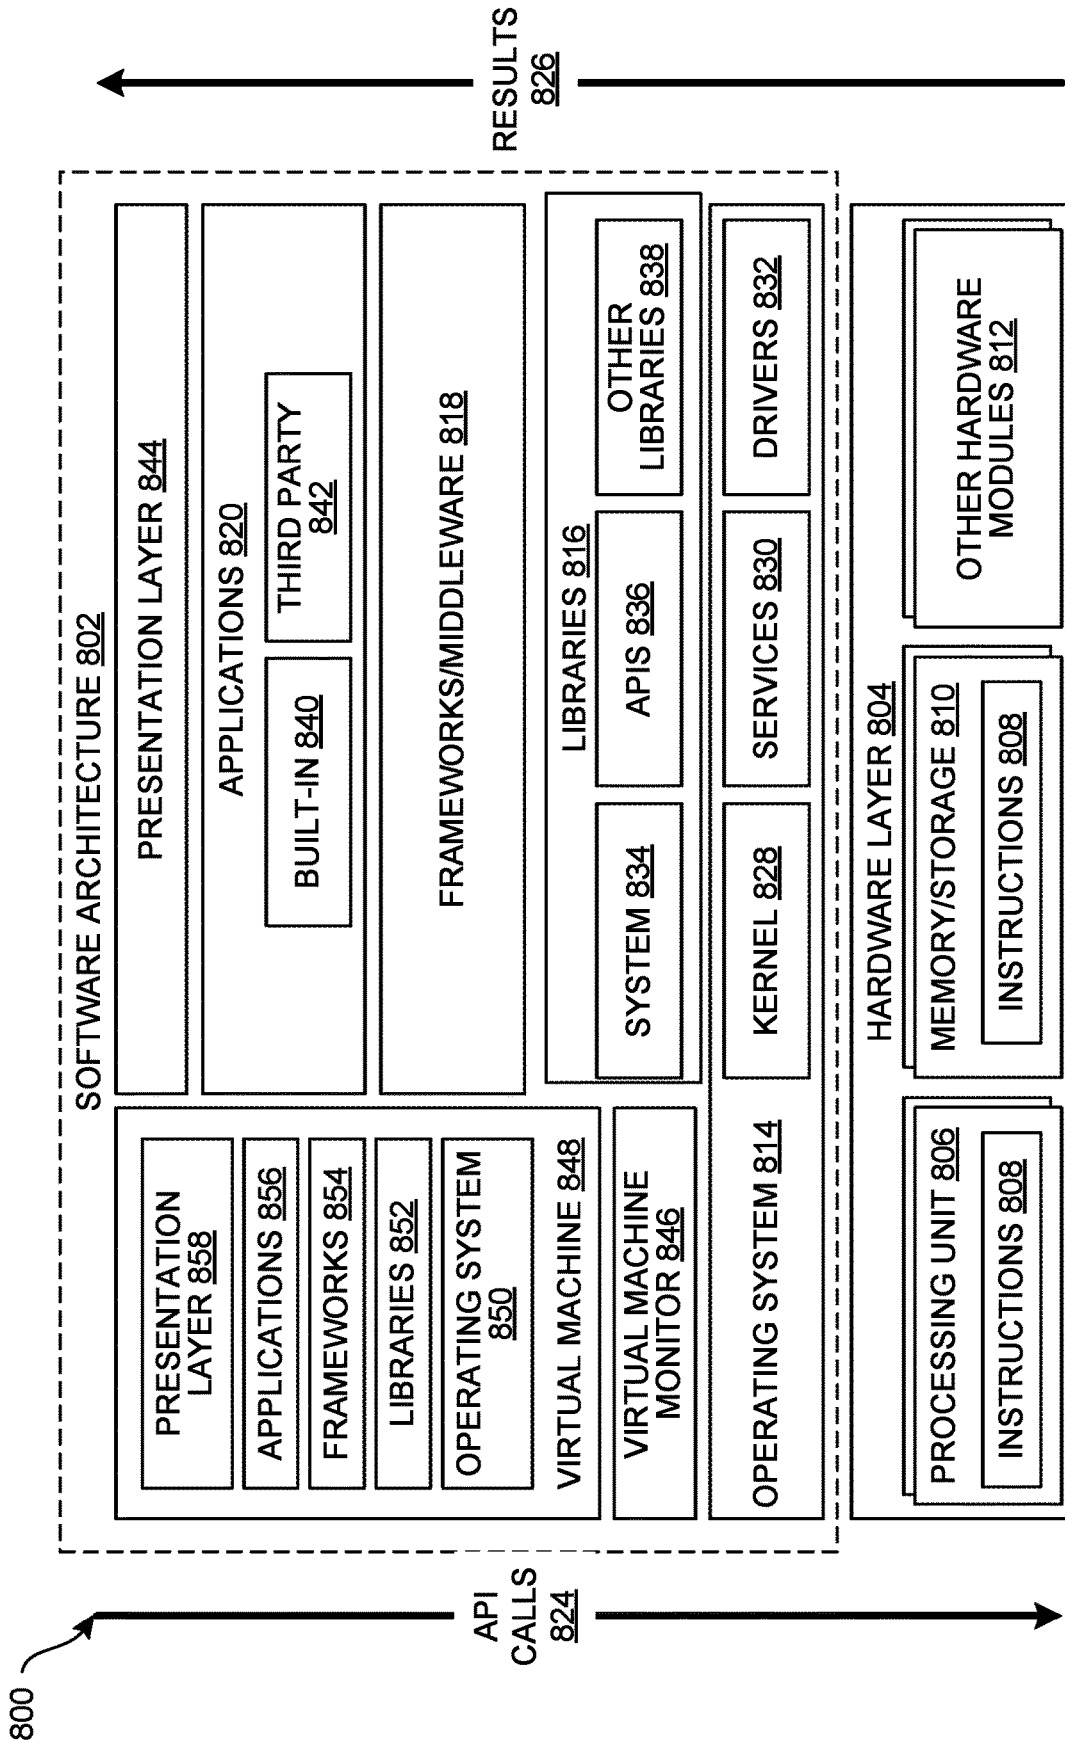 800
SOFTWARE ARCHITECTURE 802
PRESENTATION
LAYER 858
APPLICATIONS 856
FRAMEWORKS 854
LIBRARIES 852
OPERATING SYSTEM
850
VIRTUAL MACHINE 848
VIRTUAL MACHINE
MONITOR 846
PRESENTATION LAYER 844
APPLICATIONS 820
BUILT-IN 840
THIRD PARTY
842
FRAMEWORKS/MIDDLEWARE 818
LIBRARIES 816
SYSTEM 834
APIS 836
OTHER
LIBRARIES 838
OPERATING SYSTEM 814
KERNEL 828
SERVICES 830
DRIVERS 832
HARDWARE LAYER 804
PROCESSING UNIT 806
INSTRUCTIONS 808
MEMORY/STORAGE 810
INSTRUCTIONS 808
OTHER HARDWARE
MODULES 812
API
CALLS
824
RESULTS
826